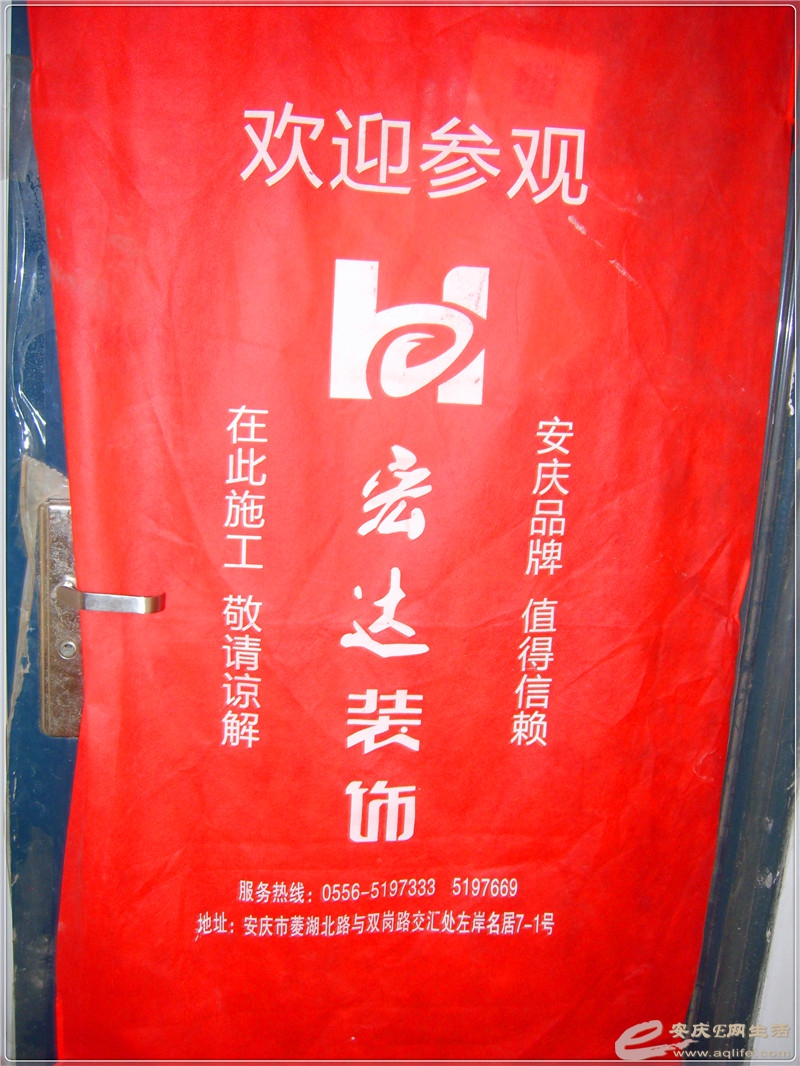 欢迎参观
宏达装饰
安庆品牌 值得信赖
在此施工 敬请谅解
服务热线：0556-5197333 5197669
地址：安庆市菱湖北路与双岗路交汇处左岸名居7-1号
安庆E网生活
www.aqlife.com